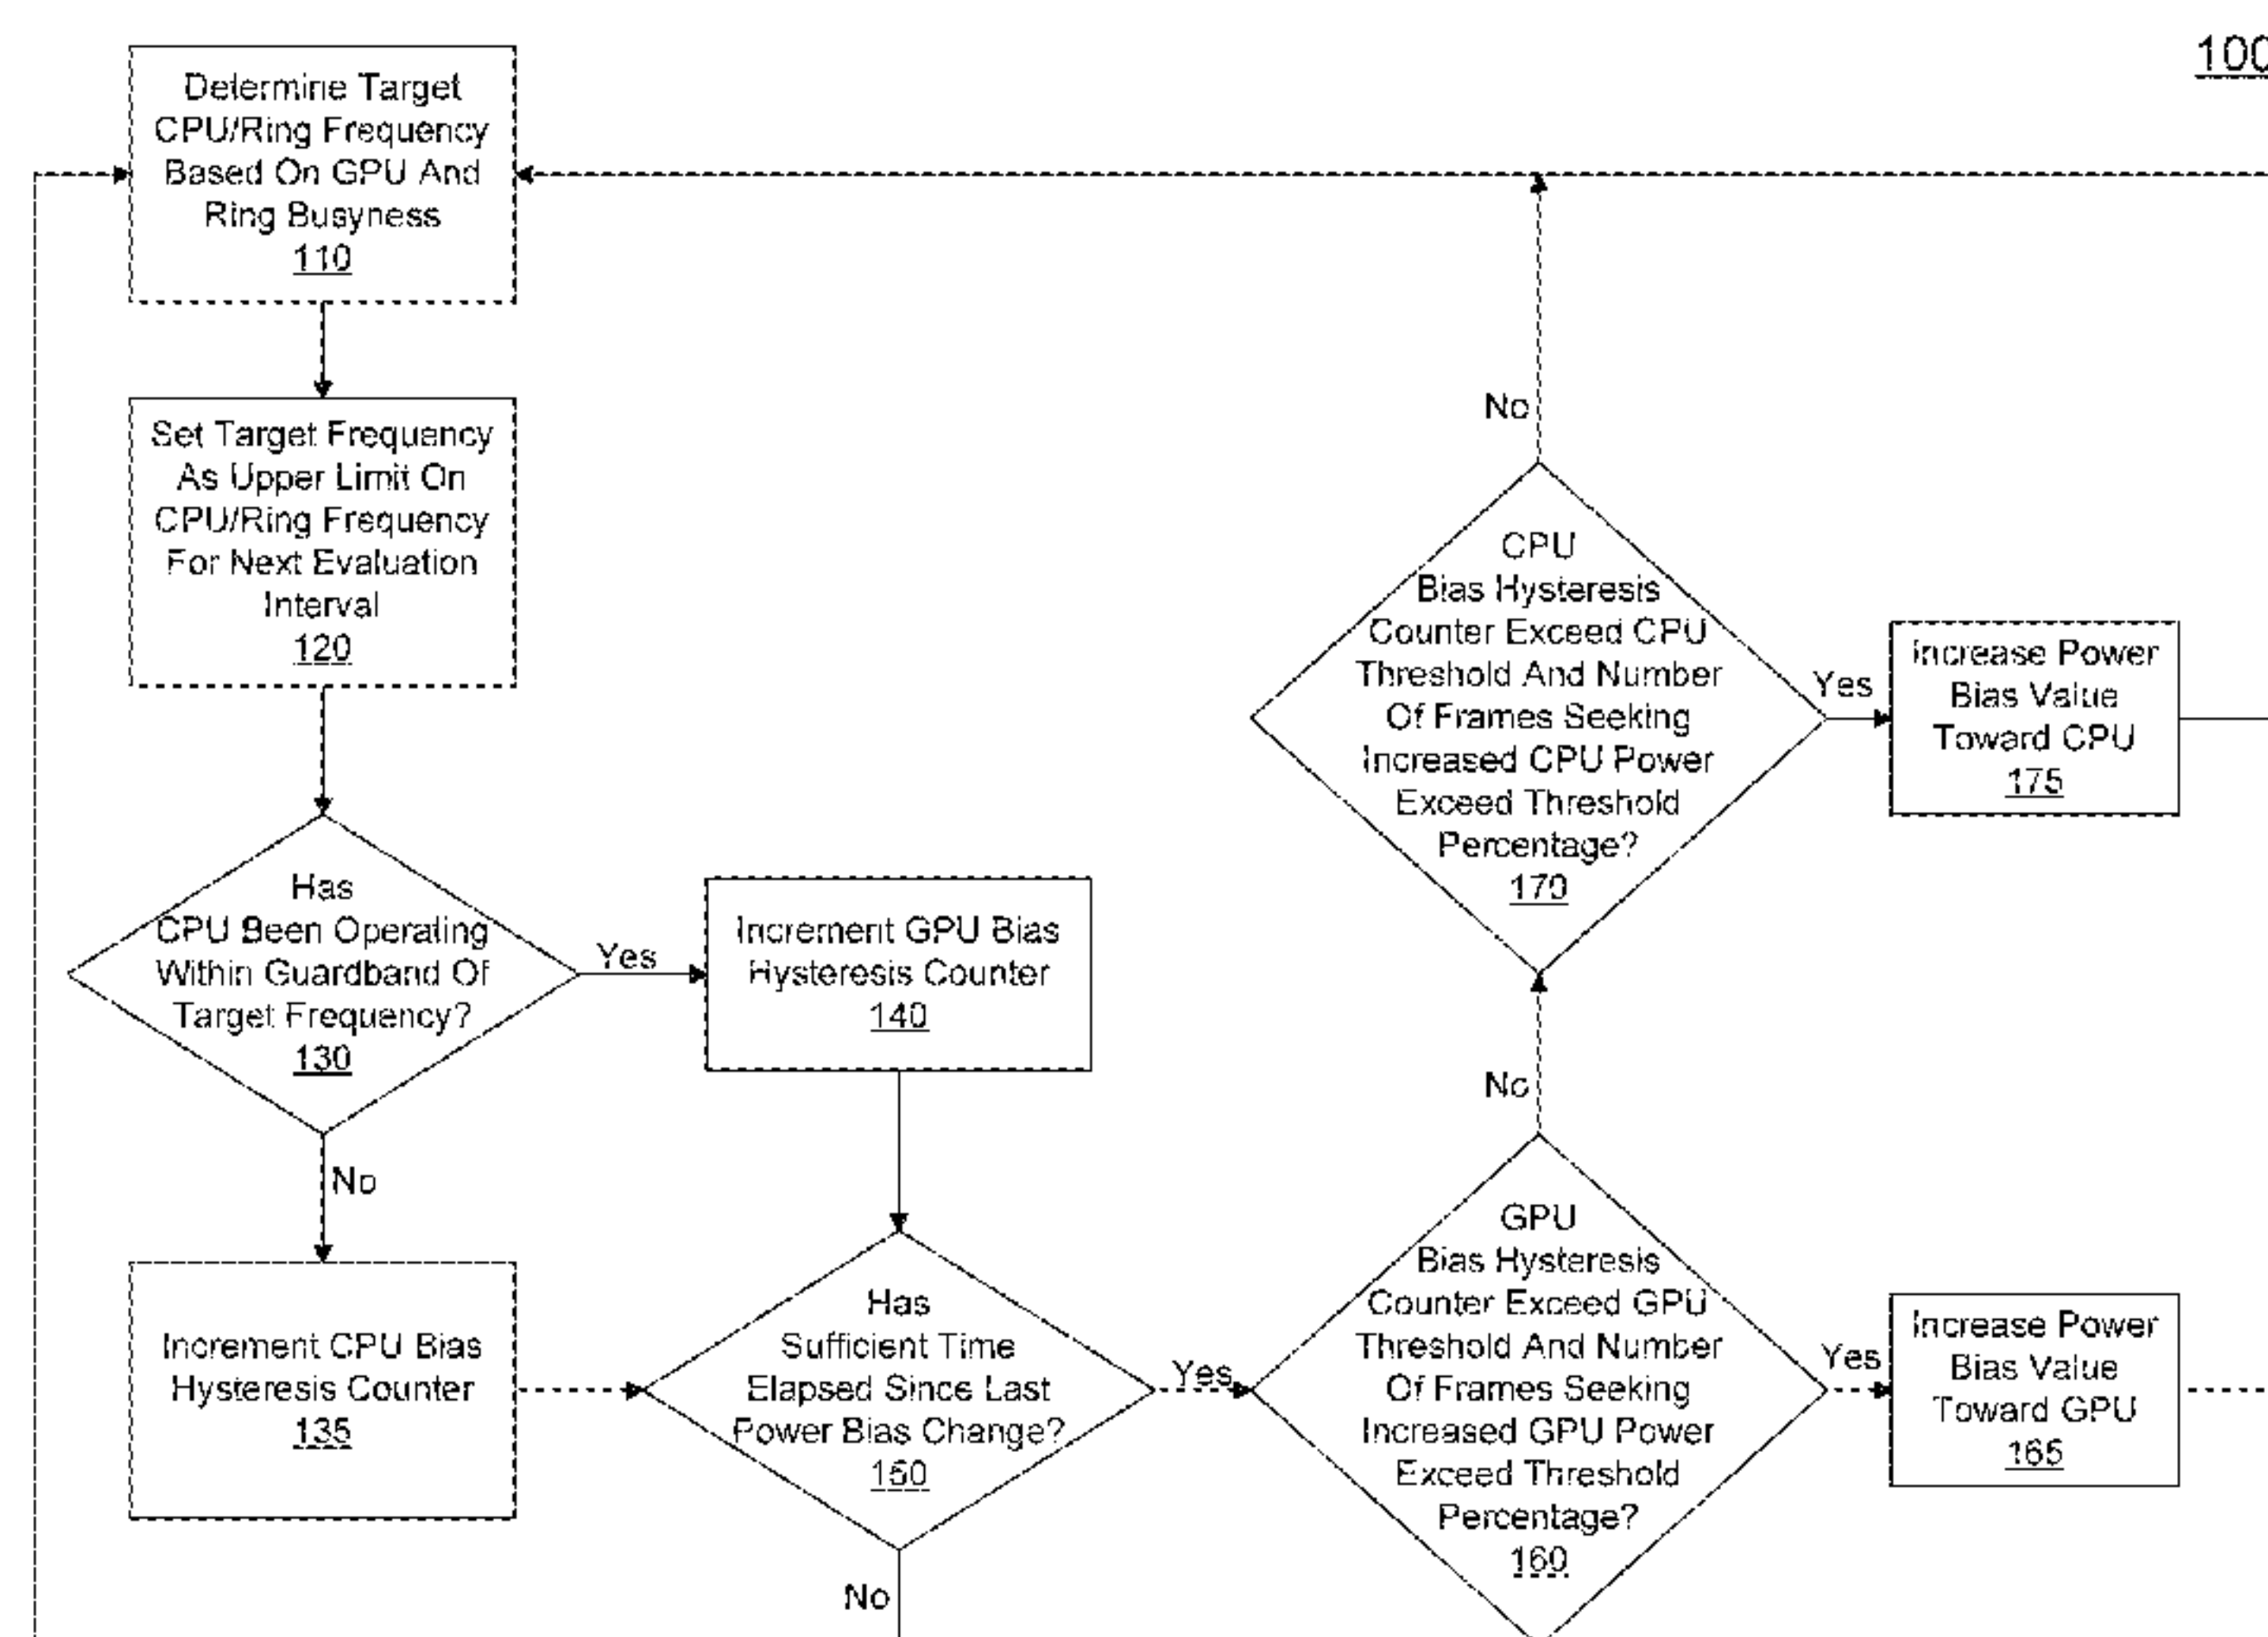 100
Determine Target
CPU/Ring Frequency
Based On GPU And
Ring Busyness
110
Set Target Frequency
As Upper Limit On
CPU/Ring Frequency
For Next Evaluation
Interval
120
Has
CPU Been Operating
Within Guardband Of
Target Frequency?
130
Yes
Increment GPU Bias
Hysteresis Counter
140
No
Increment CPU Bias
Hysteresis Counter
135
Has
Sufficient Time
Elapsed Since Last
Power Bias Change?
150
No
Yes
GPU
Bias Hysteresis
Counter Exceed GPU
Threshold And Number
Of Frames Seeking
Increased GPU Power
Exceed Threshold
Percentage?
160
Yes
Increase Power
Bias Value
Toward GPU
165
No
CPU
Bias Hysteresis
Counter Exceed CPU
Threshold And Number
Of Frames Seeking
Increased CPU Power
Exceed Threshold
Percentage?
170
Yes
Increase Power
Bias Value
Toward CPU
175
No